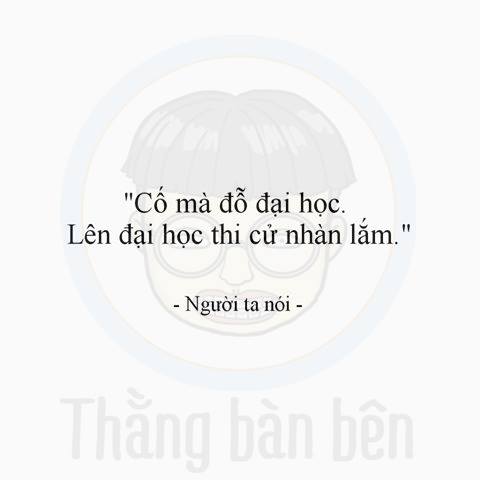 "Cố mà đỗ đại học.
Lên đại học thi cử nhàn lắm."
- Người ta nói -
Thằng bàn bên